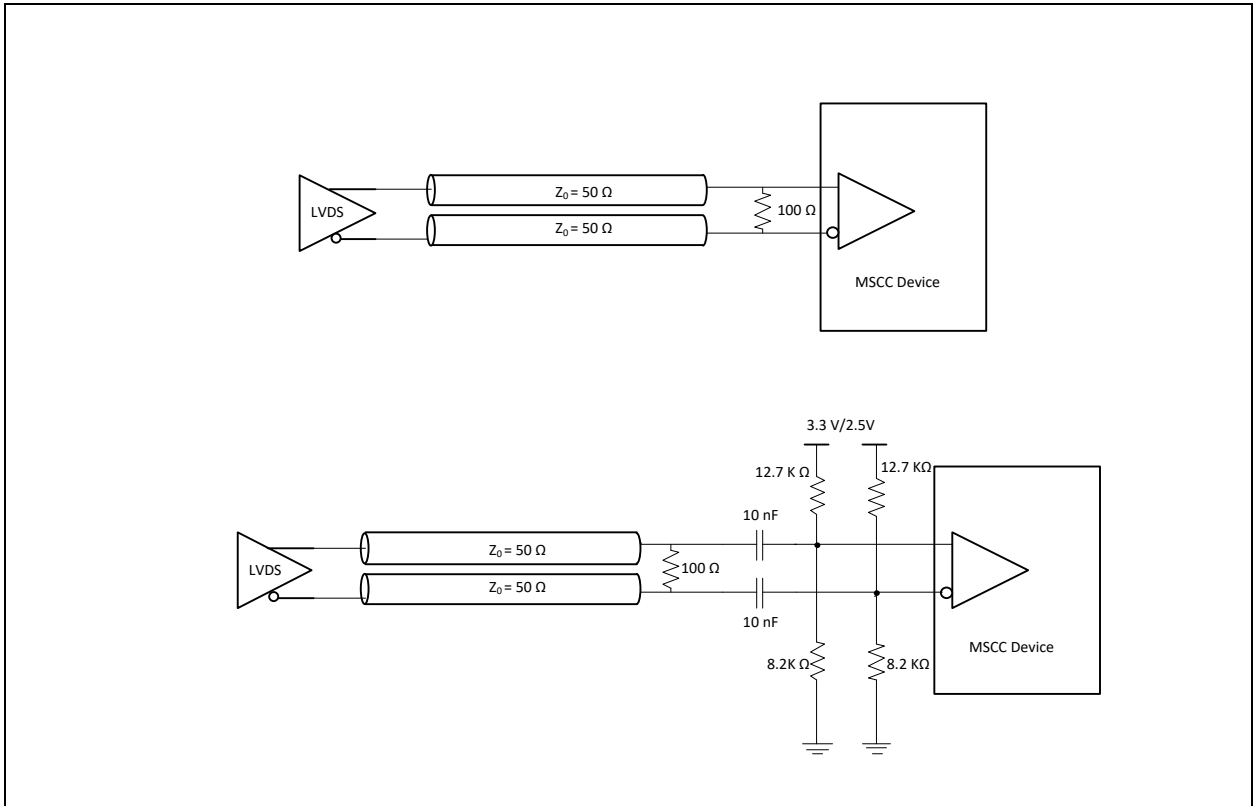 Z₀ = 50 Ω
LVDS
100 Ω
Z₀ = 50 Ω
MSCC Device
3.3 V/2.5V
12.7 K Ω
12.7 KΩ
10 nF
Z₀ = 50 Ω
LVDS
100 Ω
Z₀ = 50 Ω
10 nF
MSCC Device
8.2K Ω
8.2 KΩ